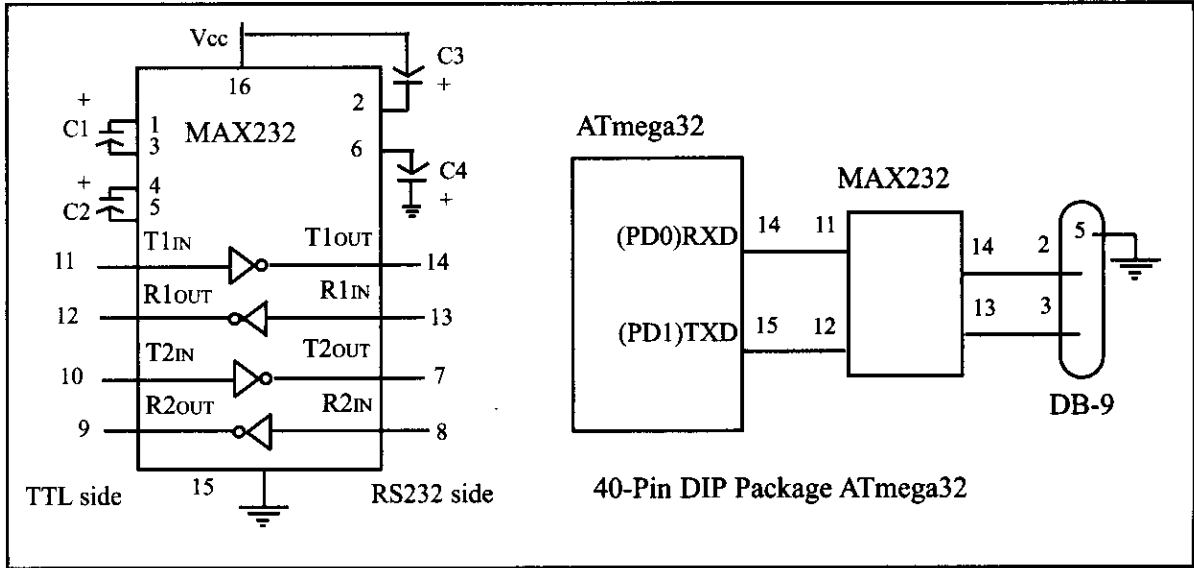 Vcc
C3
+
16
2
+
C1
1
3
MAX232
6
C4
+
+
C2
4
5
T1IN
T1OUT
11
14
R1OUT
R1IN
12
13
T2IN
T2OUT
10
7
R2OUT
R2IN
9
8
TTL side
15
RS232 side
ATmega32
MAX232
(PD0)RXD
14
11
14
2
5
13
3
(PD1)TXD
15
12
DB-9
40-Pin DIP Package ATmega32